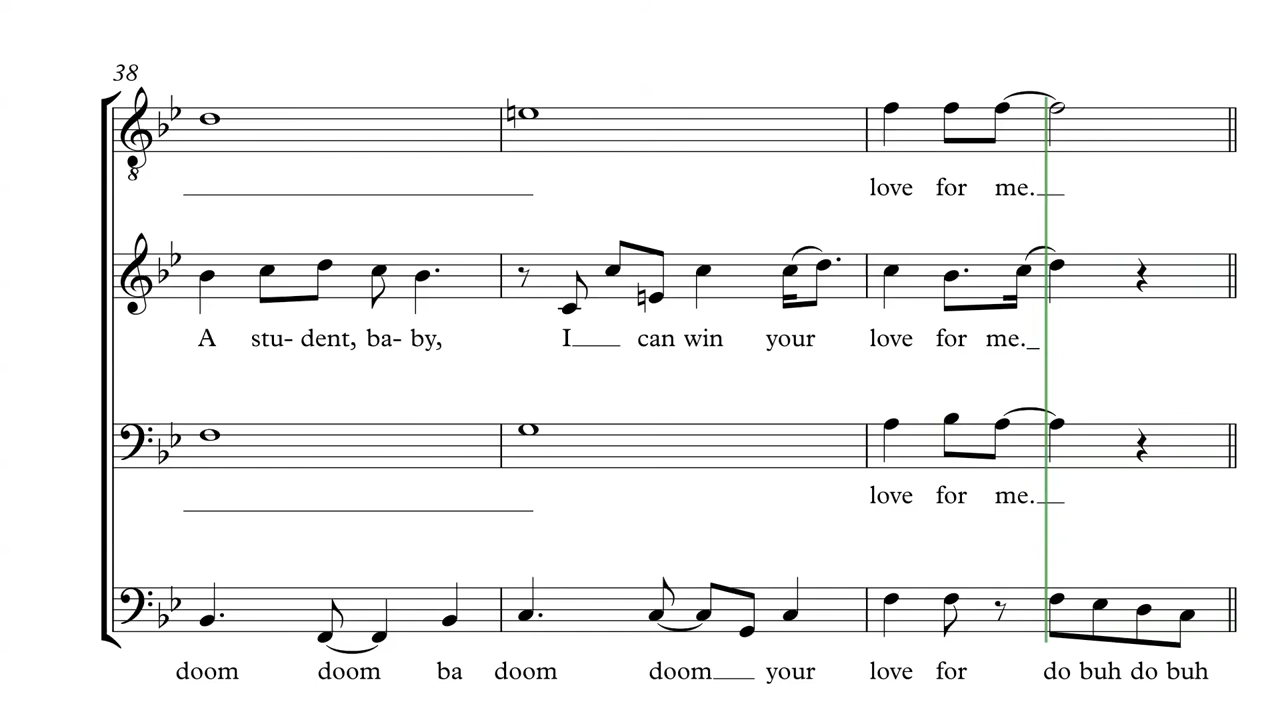 38
8
love for me.
A stu- dent, ba- by, I can win your love for me._
love for me.
doom doom ba doom doom your love for do buh do buh